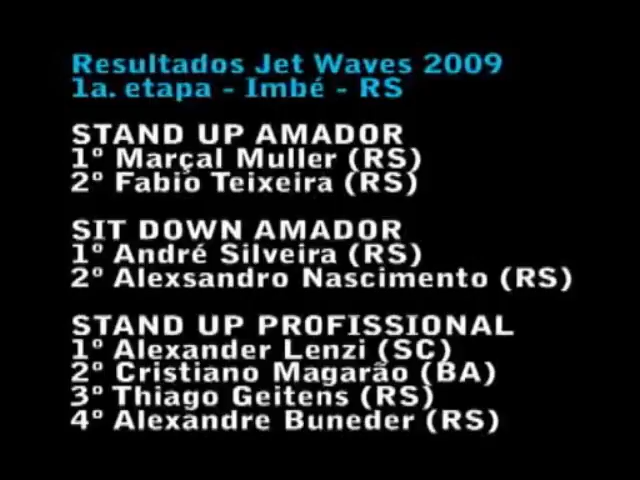 Resultados Jet Waves 2009
1a. etapa - Imbé - RS
STAND UP AMADOR
1º Marçal Muller (RS)
2º Fabio Teixeira (RS)
SIT DOWN AMADOR
1º André Silveira (RS)
2º Alexsandro Nascimento (RS)
STAND UP PROFISSIONAL
1º Alexander Lenzi (SC)
2º Cristiano Magarão (BA)
3º Thiago Geitens (RS)
4º Alexandre Buneder (RS)